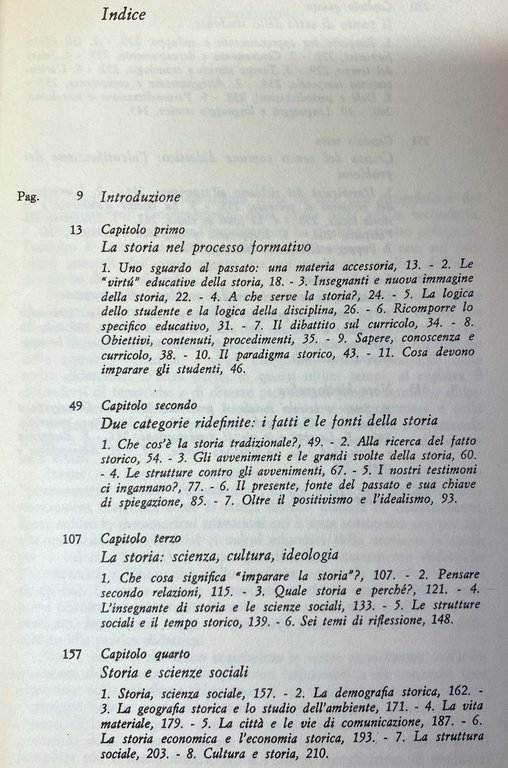 Indice
Pag. 9 Introduzione
13 Capitolo primo
La storia nel processo formativo
1. Uno sguardo al passato: una materia accessoria, 13. - 2. Le
"virtú" educative della storia, 18. - 3. Insegnanti e nuova immagine
della storia, 22. - 4. A che serve la storia?, 24. - 5. La logica
dello studente e la logica della disciplina, 26. - 6. Ricomporre lo
specifico educativo, 31. - 7. Il dibattito sul curricolo, 34. - 8.
Obiettivi, contenuti, procedimenti, 35. - 9. Sapere, conoscenza e
curricolo, 38. - 10. Il paradigma storico, 43. - 11. Cosa devono
imparare gli studenti, 46.
49 Capitolo secondo
Due categorie ridefinite: i fatti e le fonti della storia
1. Che cos'è la storia tradizionale?, 49. - 2. Alla ricerca del fatto
storico, 54. - 3. Gli avvenimenti e le grandi svolte della storia, 60.
- 4. Le strutture contro gli avvenimenti, 67. - 5. I nostri testimoni
ci ingannano?, 77. - 6. Il presente, fonte del passato e sua chiave
di spiegazione, 85. - 7. Oltre il positivismo e l'idealismo, 93.
107 Capitolo terzo
La storia: scienza, cultura, ideologia
1. Che cosa significa "imparare la storia"?, 107. - 2. Pensare
secondo relazioni, 115. - 3. Quale storia e perché?, 121. - 4.
L'insegnante di storia e le scienze sociali, 133. - 5. Le strutture
sociali e il tempo storico, 139. - 6. Sei temi di riflessione, 148.
157 Capitolo quarto
Storia e scienze sociali
1. Storia, scienza sociale, 157. - 2. La demografia storica, 162. -
3. La geografia storica e lo studio dell'ambiente, 171. - 4. La vita
materiale, 179. - 5. La città e le vie di comunicazione, 187. - 6.
La storia economica e l'economia storica, 193. - 7. La struttura
sociale, 203. - 8. Cultura e storia, 210.